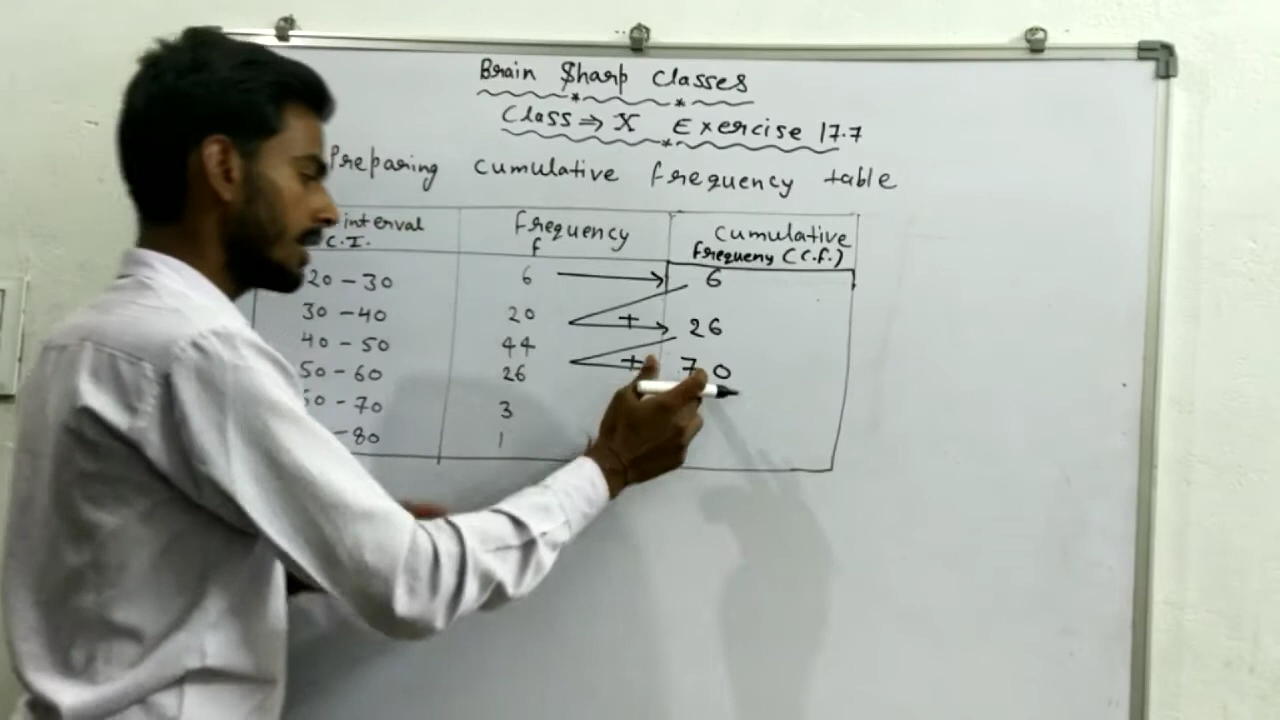 Brain Sharp Classes
Class ⇒ X Exercise 17.7
Preparing cumulative frequency table
interval C.I. Frequency f Cumulative Frequeny (C.f.)
20 - 30 6 → 6
30 - 40 20 + 26
40 - 50 44 + 70
50 - 60 26
60 - 70 3
- 80 1